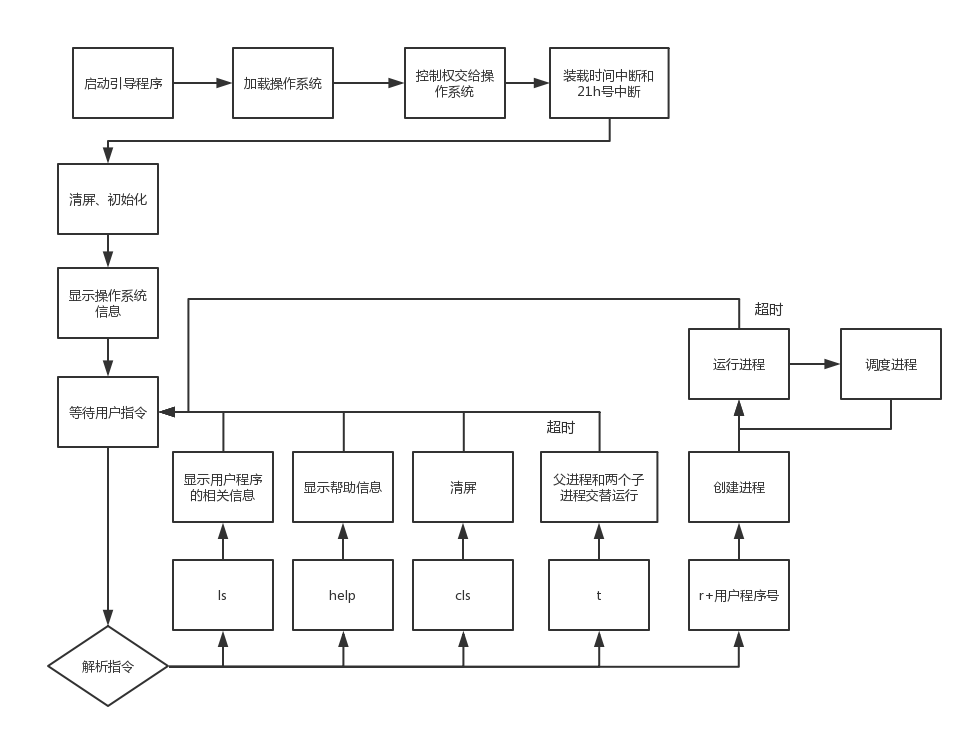 启动引导程序
加载操作系统
控制权交给操
作系统
装载时间中断和
21h号中断
清屏、初始化
显示操作系统
信息
超时
运行进程
调度进程
等待用户指令
超时
显示用户程序
的相关信息
显示帮助信息
清屏
父进程和两个子
进程交替运行
创建进程
ls
help
cls
t
r+用户程序号
解析指令